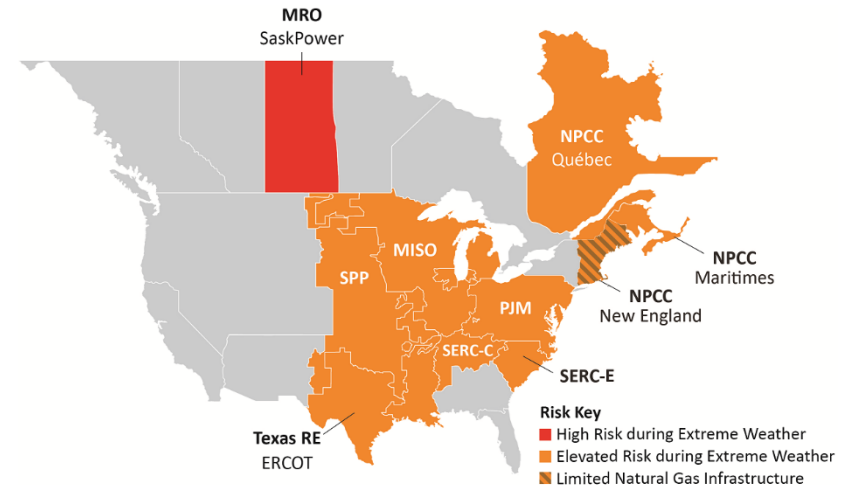 MRO
SaskPower
NPCC
Québec
MISO
SPP
NPCC
Maritimes
PJM
NPCC
New England
SERC-C
SERC-E
Texas RE
ERCOT
Risk Key
High Risk during Extreme Weather
Elevated Risk during Extreme Weather
Limited Natural Gas Infrastructure